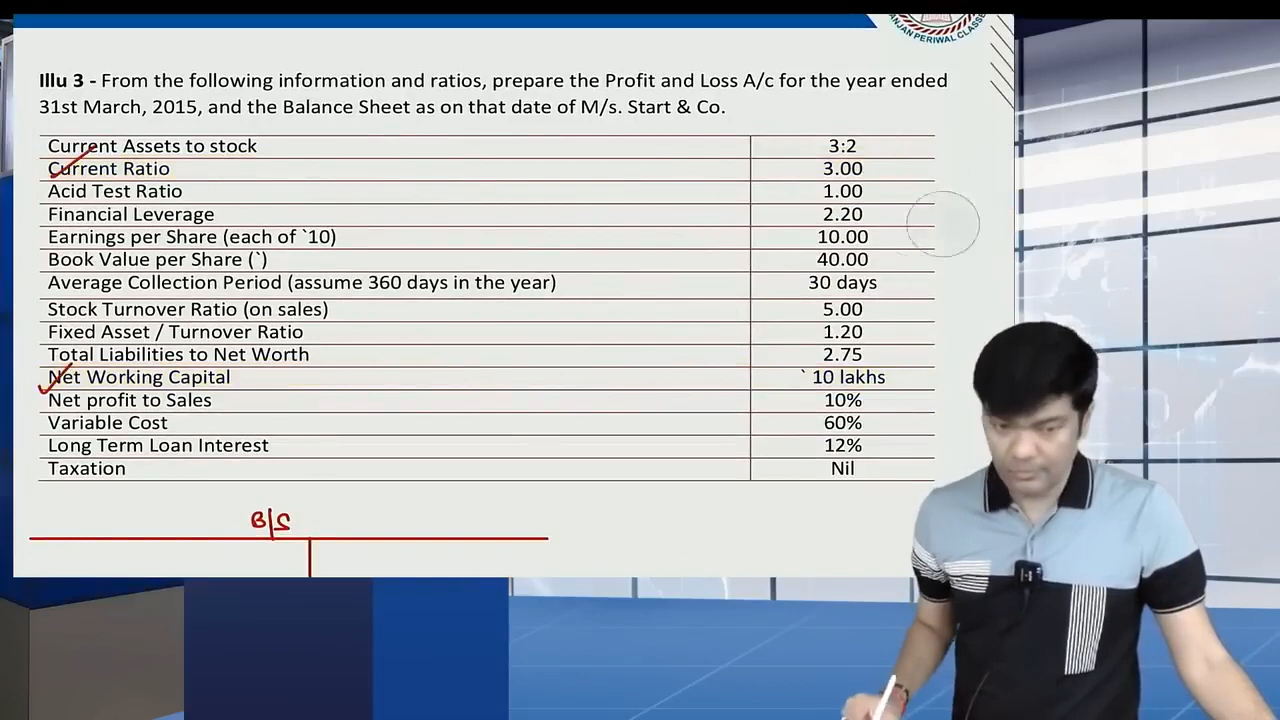 ANJAN PERIWAL CLASSE
Illu 3 - From the following information and ratios, prepare the Profit and Loss A/c for the year ended
31st March, 2015, and the Balance Sheet as on that date of M/s. Start & Co.
Current Assets to stock 3:2
Current Ratio 3.00
Acid Test Ratio 1.00
Financial Leverage 2.20
Earnings per Share (each of `10) 10.00
Book Value per Share (`) 40.00
Average Collection Period (assume 360 days in the year) 30 days
Stock Turnover Ratio (on sales) 5.00
Fixed Asset / Turnover Ratio 1.20
Total Liabilities to Net Worth 2.75
Net Working Capital ` 10 lakhs
Net profit to Sales 10%
Variable Cost 60%
Long Term Loan Interest 12%
Taxation Nil
B/S